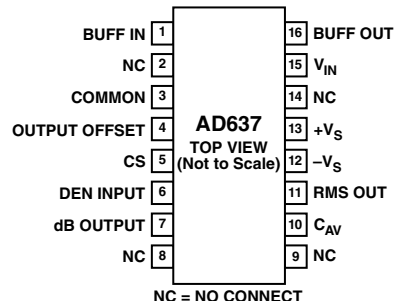 BUFF IN 1
NC 2
COMMON 3
OUTPUT OFFSET 4
CS 5
DEN INPUT 6
dB OUTPUT 7
NC 8
AD637
TOP VIEW
(Not to Scale)
16 BUFF OUT
15 VIN
14 NC
13 +VS
12 –VS
11 RMS OUT
10 CAV
9 NC
NC = NO CONNECT